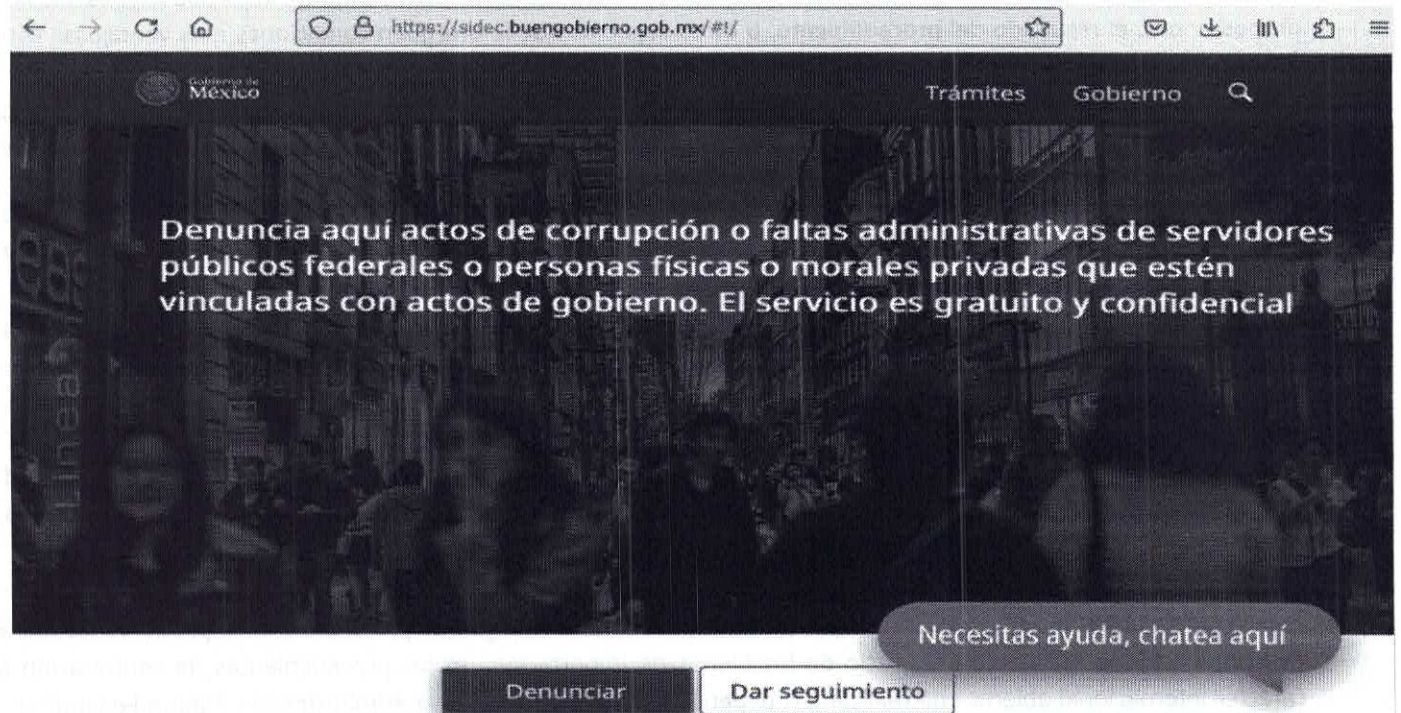 https://sidec.buengobierno.gob.mx/#!/
Gobierno de
México
Trámites Gobierno
Denuncia aquí actos de corrupción o faltas administrativas de servidores
públicos federales o personas físicas o morales privadas que estén
vinculadas con actos de gobierno. El servicio es gratuito y confidencial
Necesitas ayuda, chatea aquí
Denunciar Dar seguimiento